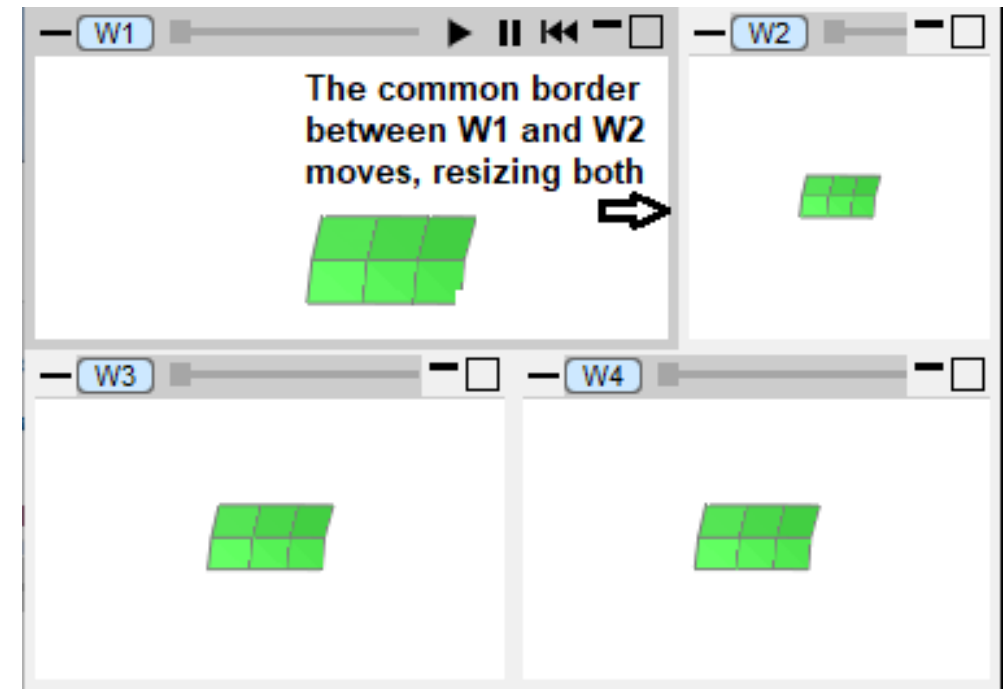 W1
W2
The common border
between W1 and W2
moves, resizing both
W3
W4